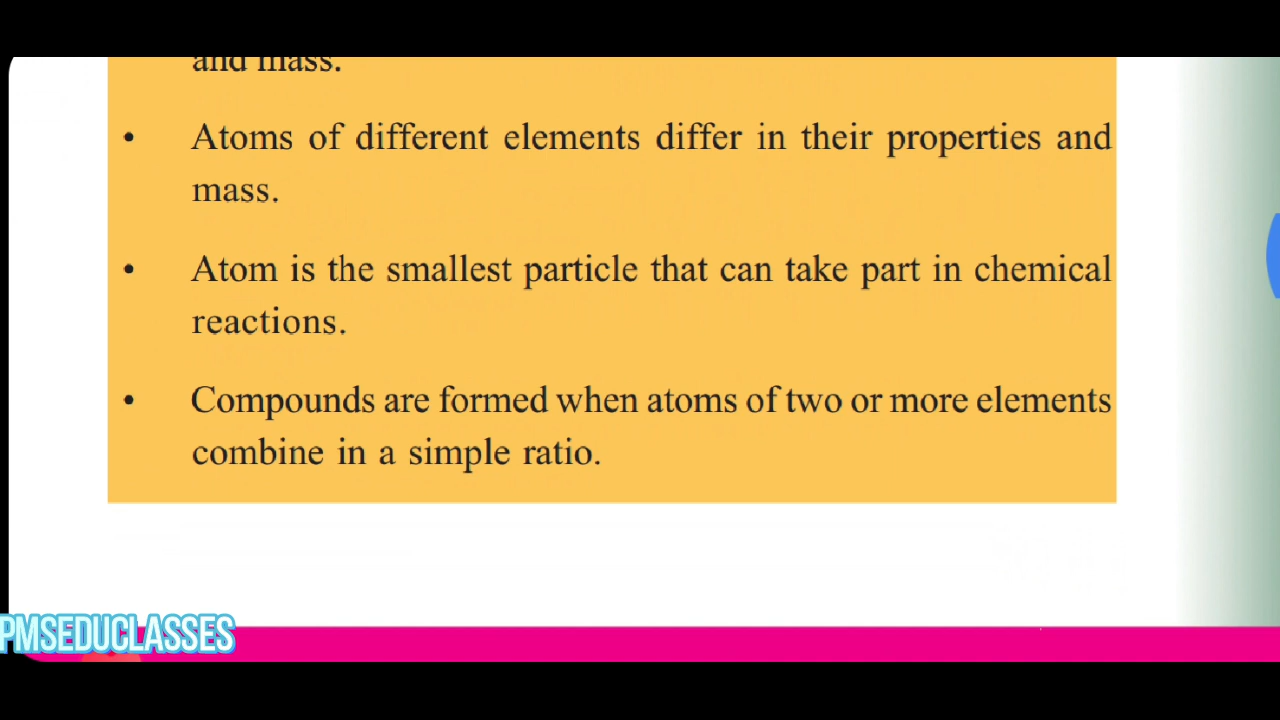 and mass.
• Atoms of different elements differ in their properties and
mass.
• Atom is the smallest particle that can take part in chemical
reactions.
• Compounds are formed when atoms of two or more elements
combine in a simple ratio.
PMSEDUCLASSES